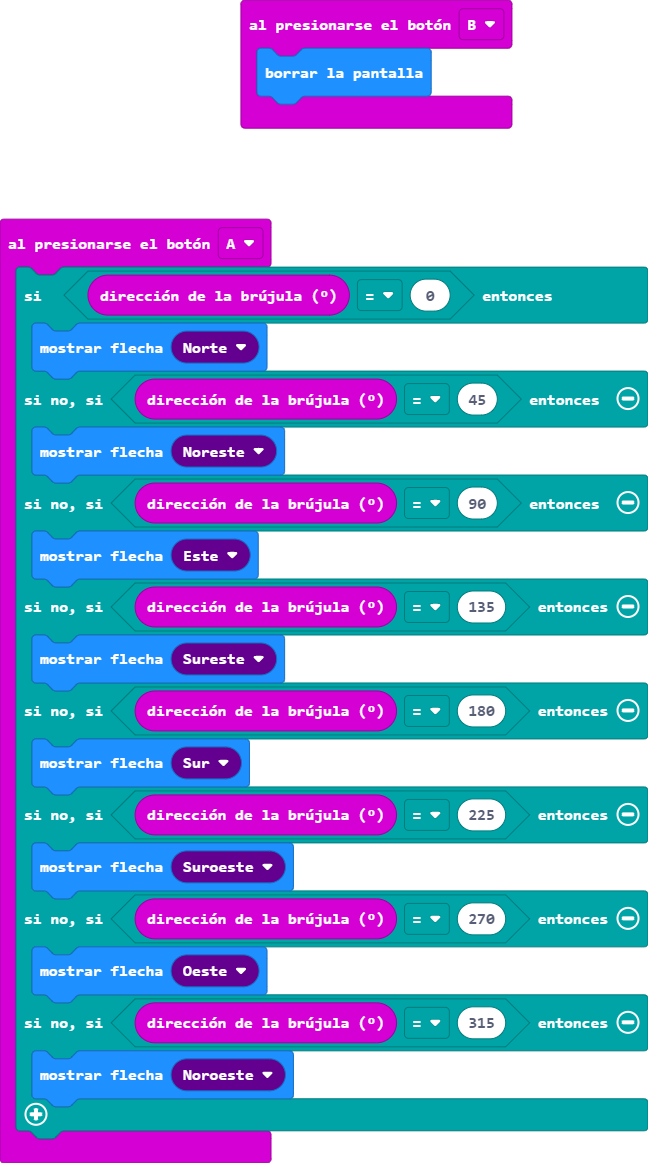 al presionarse el botón B
borrar la pantalla
al presionarse el botón A
si dirección de la brújula (º) = 0 entonces
mostrar flecha Norte
si no, si dirección de la brújula (º) = 45 entonces
mostrar flecha Noreste
si no, si dirección de la brújula (º) = 90 entonces
mostrar flecha Este
si no, si dirección de la brújula (º) = 135 entonces
mostrar flecha Sureste
si no, si dirección de la brújula (º) = 180 entonces
mostrar flecha Sur
si no, si dirección de la brújula (º) = 225 entonces
mostrar flecha Suroeste
si no, si dirección de la brújula (º) = 270 entonces
mostrar flecha Oeste
si no, si dirección de la brújula (º) = 315 entonces
mostrar flecha Noroeste